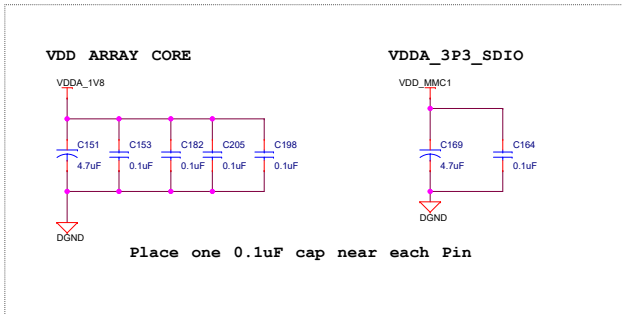 VDD ARRAY CORE
VDDA_3P3_SDIO
VDDA_1V8
VDD_MMC1
C151
C153
C182
C205
C198
C169
C164
4.7uF
0.1uF
0.1uF
0.1uF
0.1uF
4.7uF
0.1uF
DGND
DGND
Place one 0.1uF cap near each Pin